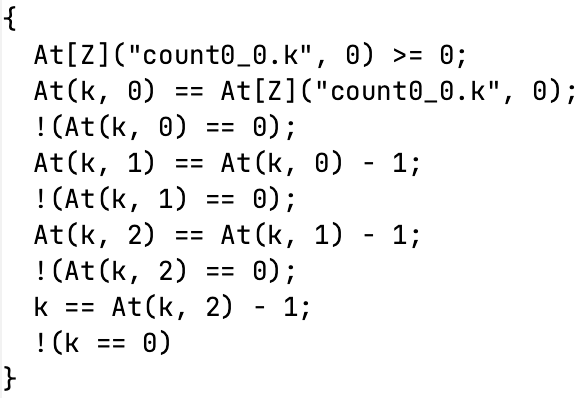 {
  At[Z]("count0_0.k", 0) >= 0;
  At(k, 0) == At[Z]("count0_0.k", 0);
  !(At(k, 0) == 0);
  At(k, 1) == At(k, 0) - 1;
  !(At(k, 1) == 0);
  At(k, 2) == At(k, 1) - 1;
  !(At(k, 2) == 0);
  k == At(k, 2) - 1;
  !(k == 0)
}